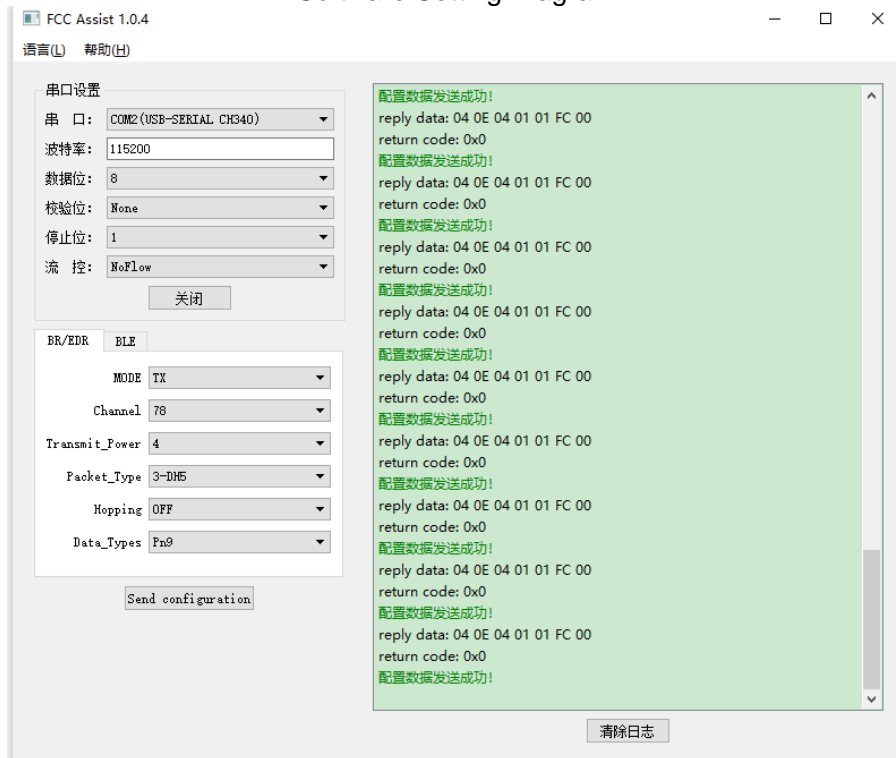 FCC Assist 1.0.4
语言(L) 帮助(H)
串口设置
串 口: COM2(USB-SERIAL CH340)
波特率: 115200
数据位: 8
校验位: None
停止位: 1
流 控: NoFlow
关闭
BR/EDR BLE
MODE TX
Channel 78
Transmit_Power 4
Packet_Type 3-DH5
Hopping OFF
Data_Types Pn9
Send configuration
配置数据发送成功!
reply data: 04 0E 04 01 01 FC 00
return code: 0x0
配置数据发送成功!
reply data: 04 0E 04 01 01 FC 00
return code: 0x0
配置数据发送成功!
reply data: 04 0E 04 01 01 FC 00
return code: 0x0
配置数据发送成功!
reply data: 04 0E 04 01 01 FC 00
return code: 0x0
配置数据发送成功!
reply data: 04 0E 04 01 01 FC 00
return code: 0x0
配置数据发送成功!
reply data: 04 0E 04 01 01 FC 00
return code: 0x0
配置数据发送成功!
reply data: 04 0E 04 01 01 FC 00
return code: 0x0
配置数据发送成功!
reply data: 04 0E 04 01 01 FC 00
return code: 0x0
配置数据发送成功!
reply data: 04 0E 04 01 01 FC 00
return code: 0x0
配置数据发送成功!
清除日志